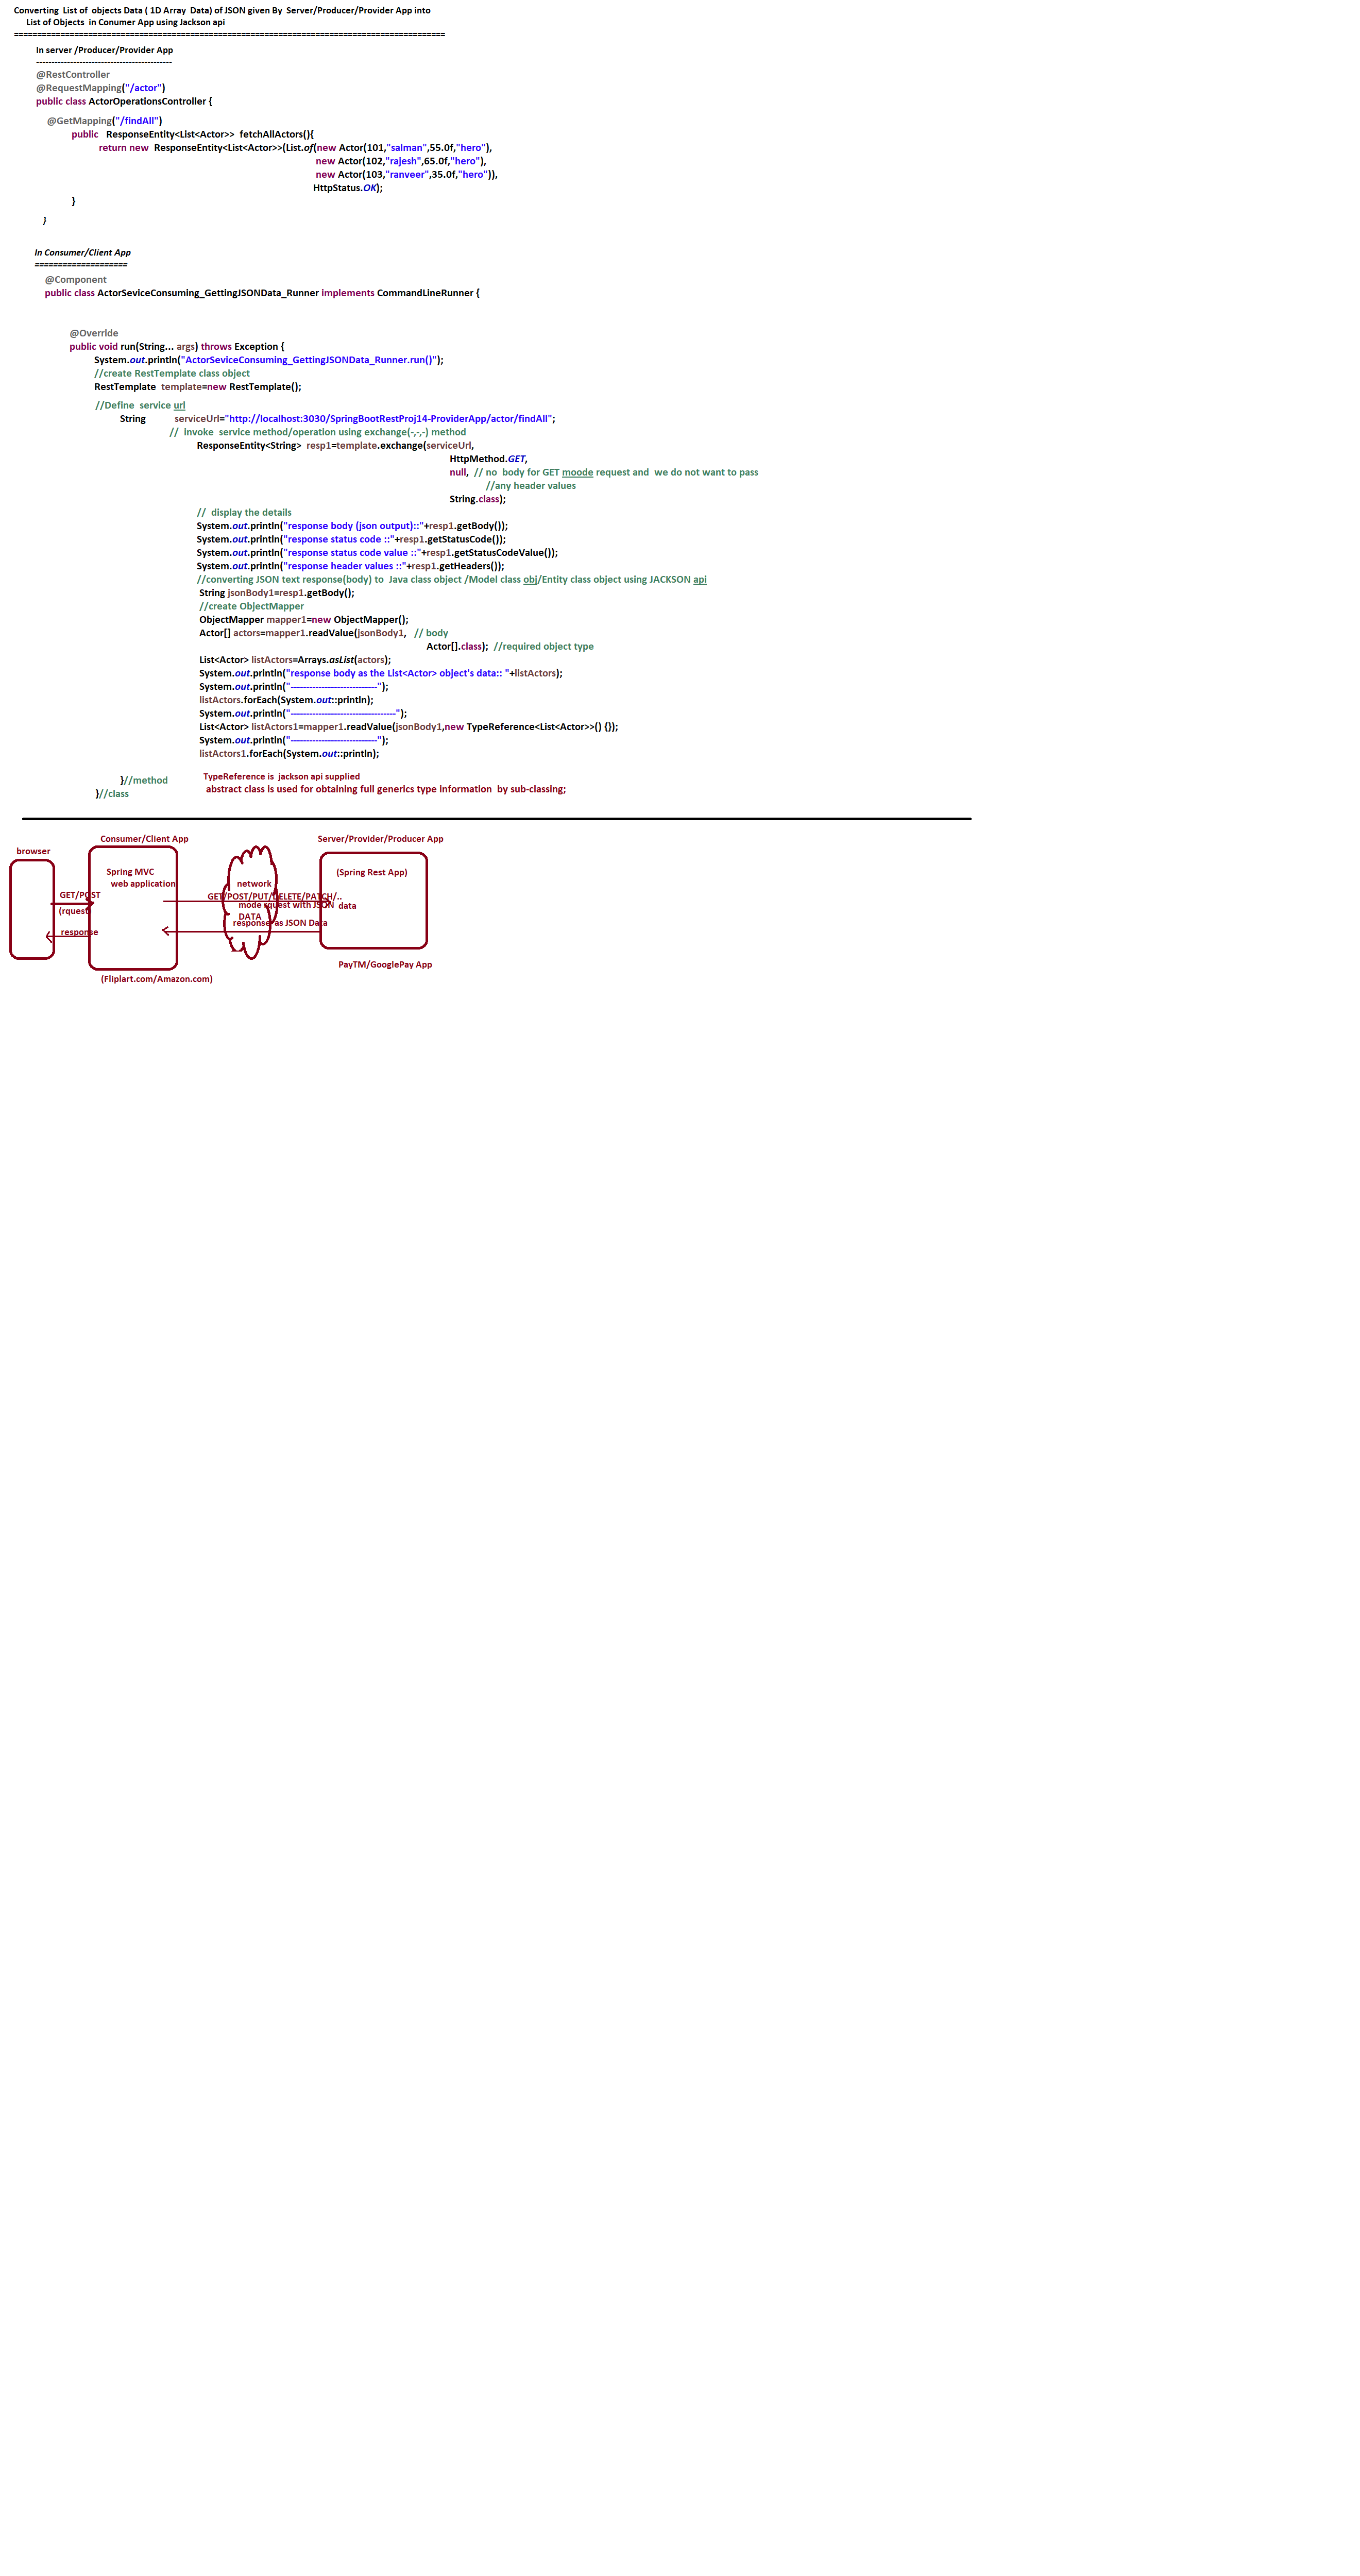 Converting List of objects Data ( 1D Array Data) of JSON given By Server/Producer/Provider App into
List of Objects in Conumer App using Jackson api
==============================================================================================
In server /Producer/Provider App
--------------------------------------------
@RestController
@RequestMapping("/actor")
public class ActorOperationsController {
@GetMapping("/findAll")
public ResponseEntity<List<Actor>> fetchAllActors(){
return new ResponseEntity<List<Actor>>(List.of(new Actor(101,"salman",55.0f,"hero"),
new Actor(102,"rajesh",65.0f,"hero"),
new Actor(103,"ranveer",35.0f,"hero")),
HttpStatus.OK);
}
}
In Consumer/Client App
====================
@Component
public class ActorSeviceConsuming_GettingJSONData_Runner implements CommandLineRunner {
@Override
public void run(String... args) throws Exception {
System.out.println("ActorSeviceConsuming_GettingJSONData_Runner.run()");
//create RestTemplate class object
RestTemplate template=new RestTemplate();
//Define service url
String serviceUrl="http://localhost:3030/SpringBootRestProj14-ProviderApp/actor/findAll";
// invoke service method/operation using exchange(-,-,-) method
ResponseEntity<String> resp1=template.exchange(serviceUrl,
HttpMethod.GET,
null, // no body for GET moode request and we do not want to pass
//any header values
String.class);
// display the details
System.out.println("response body (json output)::"+resp1.getBody());
System.out.println("response status code ::"+resp1.getStatusCode());
System.out.println("response status code value ::"+resp1.getStatusCodeValue());
System.out.println("response header values ::"+resp1.getHeaders());
//converting JSON text response(body) to Java class object /Model class obj/Entity class object using JACKSON api
String jsonBody1=resp1.getBody();
//create ObjectMapper
ObjectMapper mapper1=new ObjectMapper();
Actor[] actors=mapper1.readValue(jsonBody1, // body
Actor[].class); //required object type
List<Actor> listActors=Arrays.asList(actors);
System.out.println("response body as the List<Actor> object's data:: "+listActors);
System.out.println("----------------------------");
listActors.forEach(System.out::println);
System.out.println("----------------------------------");
List<Actor> listActors1=mapper1.readValue(jsonBody1,new TypeReference<List<Actor>>() {});
System.out.println("----------------------------");
listActors1.forEach(System.out::println);
}//method
}//class
TypeReference is jackson api supplied
abstract class is used for obtaining full generics type information by sub-classing;
Consumer/Client App
Server/Provider/Producer App
browser
Spring MVC
web application
(Spring Rest App)
network
GET/POST
GET/POST/PUT/DELETE/PATCH/..
mode rquest with JSON data
(rquest)
DATA
response as JSON Data
response
PayTM/GooglePay App
(Fliplart.com/Amazon.com)